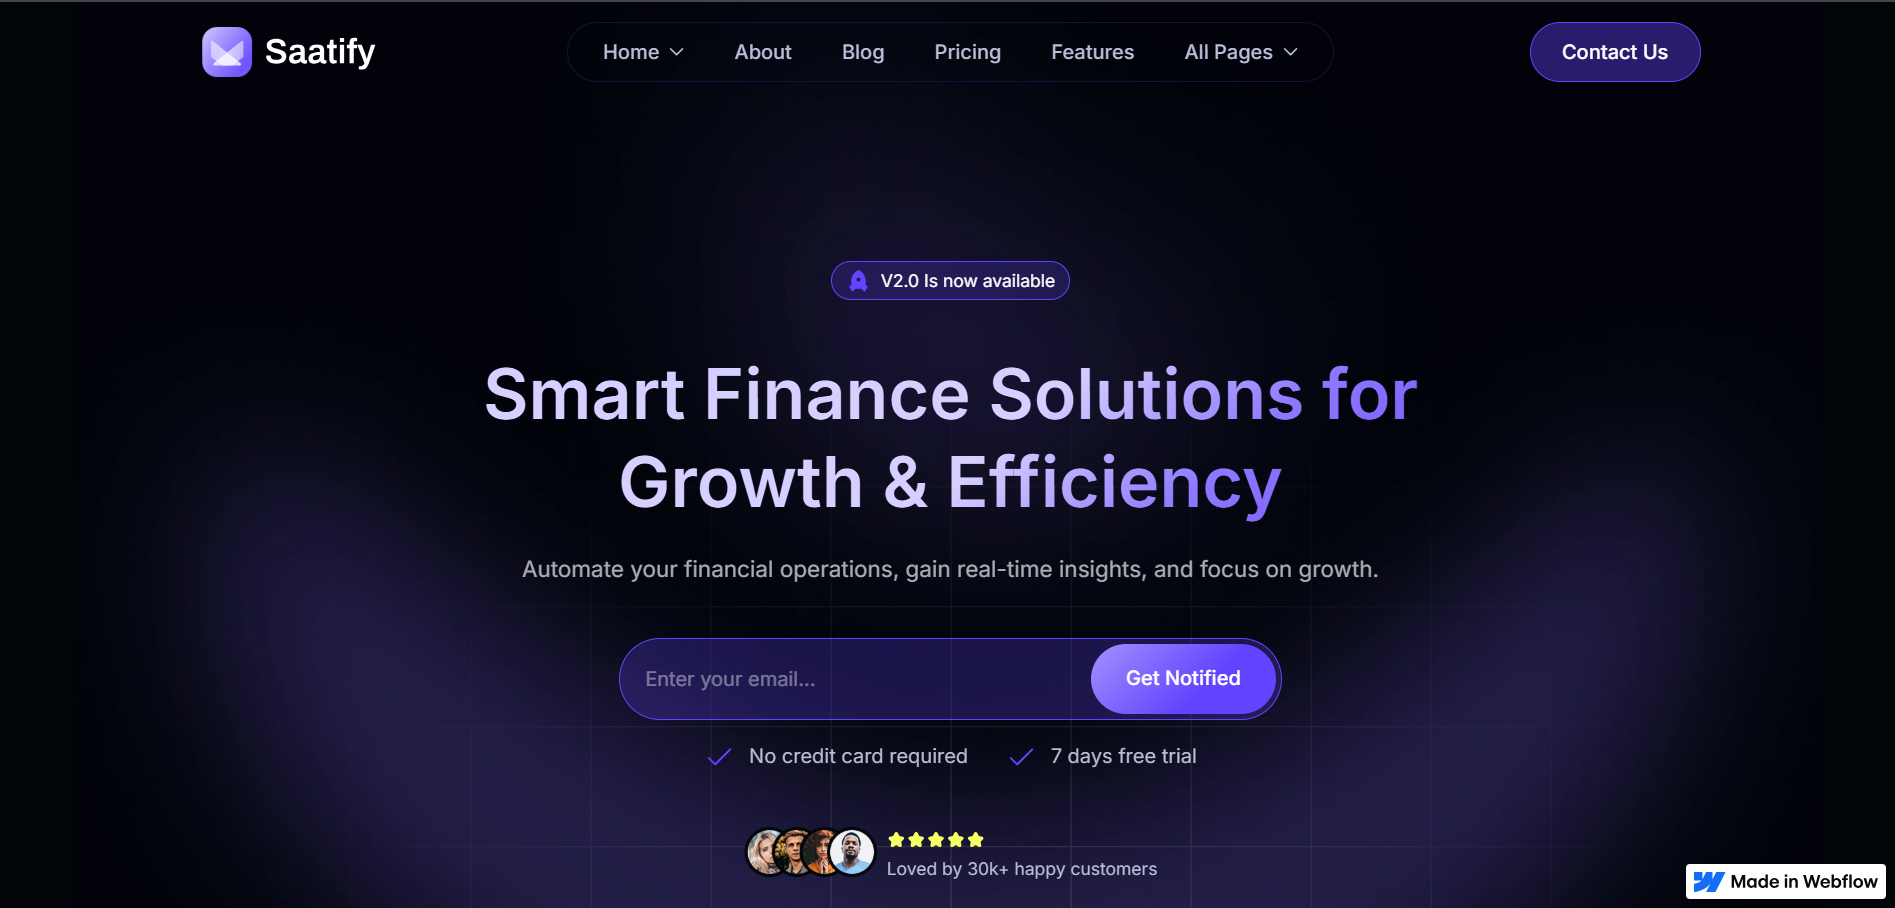 Saatify
Home
About
Blog
Pricing
Features
All Pages
Contact Us
V2.0 Is now available
Smart Finance Solutions for
Growth & Efficiency
Automate your financial operations, gain real-time insights, and focus on growth.
Enter your email...
Get Notified
No credit card required
7 days free trial
Loved by 30k+ happy customers
Made in Webflow